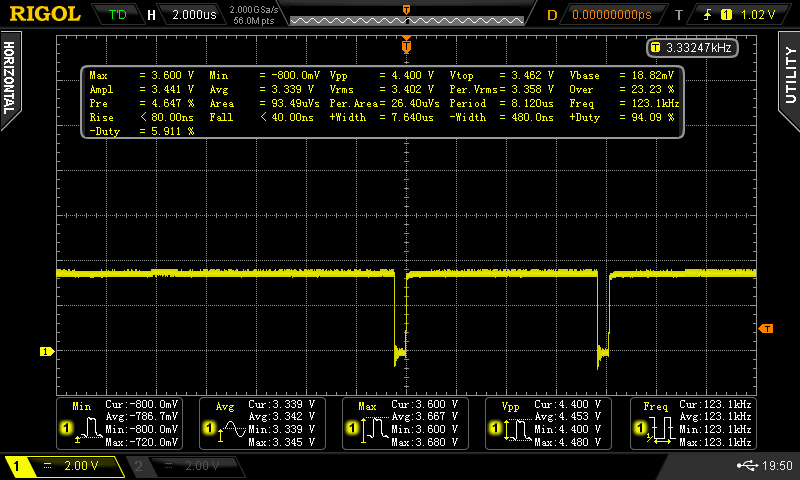 RIGOL T'D H 2.000us 2.000GSa/s 56.0M pts D 0.00000000ps T 1 1.02 V
HORIZONTAL
UTILITY
T 3.33247kHz
Max = 3.600 V Min = -800.0mV Vpp = 4.400 V Vtop = 3.462 V Vbase = 18.82mV
Ampl = 3.441 V Avg = 3.339 V Vrms = 3.402 V Per.Vrms= 3.358 V Over = 23.23 %
Pre = 4.647 % Area = 93.49uVs Per.Area= 26.40uVs Period = 8.120us Freq = 123.1kHz
Rise < 80.00ns Fall < 40.00ns +Width = 7.640us -Width = 480.0ns +Duty = 94.09 %
-Duty = 5.911 %
T
1
T
Min Cur:-800.0mV
Avg:-786.7mV
1 Min:-800.0mV
Max:-720.0mV
Avg Cur:3.339 V
Avg:3.342 V
1 Min:3.339 V
Max:3.345 V
Max Cur:3.600 V
Avg:3.667 V
1 Min:3.600 V
Max:3.680 V
Vpp Cur:4.400 V
Avg:4.453 V
1 Min:4.400 V
Max:4.480 V
Freq Cur:123.1kHz
Avg:123.1kHz
1 Min:123.1kHz
Max:123.1kHz
1 = 2.00 V 2 = 2.00 V 19:50